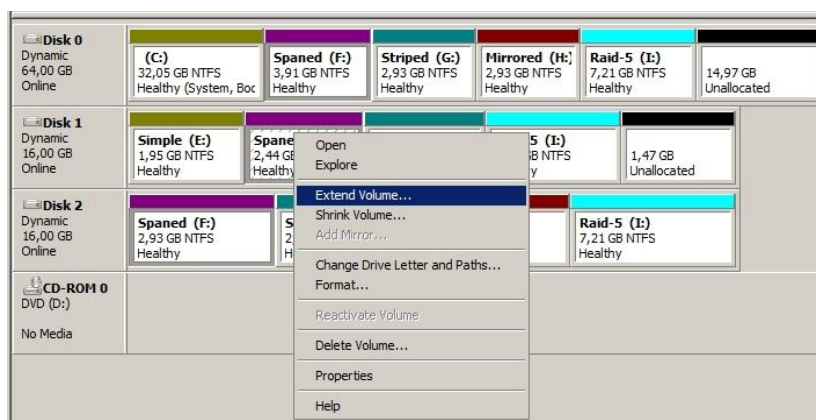 Disk 0
Dynamic
64,00 GB
Online
(C:)
32,05 GB NTFS
Healthy (System, Boc
Spaned (F:)
3,91 GB NTFS
Healthy
Striped (G:)
2,93 GB NTFS
Healthy
Mirrored (H:)
2,93 GB NTFS
Healthy
Raid-5 (I:)
7,21 GB NTFS
Healthy
14,97 GB
Unallocated
Disk 1
Dynamic
16,00 GB
Online
Simple (E:)
1,95 GB NTFS
Healthy
Spane
2,44 GB
Healthy
5 (I:)
B NTFS
y
1,47 GB
Unallocated
Disk 2
Dynamic
16,00 GB
Online
Spaned (F:)
2,93 GB NTFS
Healthy
S
2
H
Raid-5 (I:)
7,21 GB NTFS
Healthy
CD-ROM 0
DVD (D:)
No Media
Open
Explore
Extend Volume...
Shrink Volume...
Add Mirror...
Change Drive Letter and Paths...
Format...
Reactivate Volume
Delete Volume...
Properties
Help